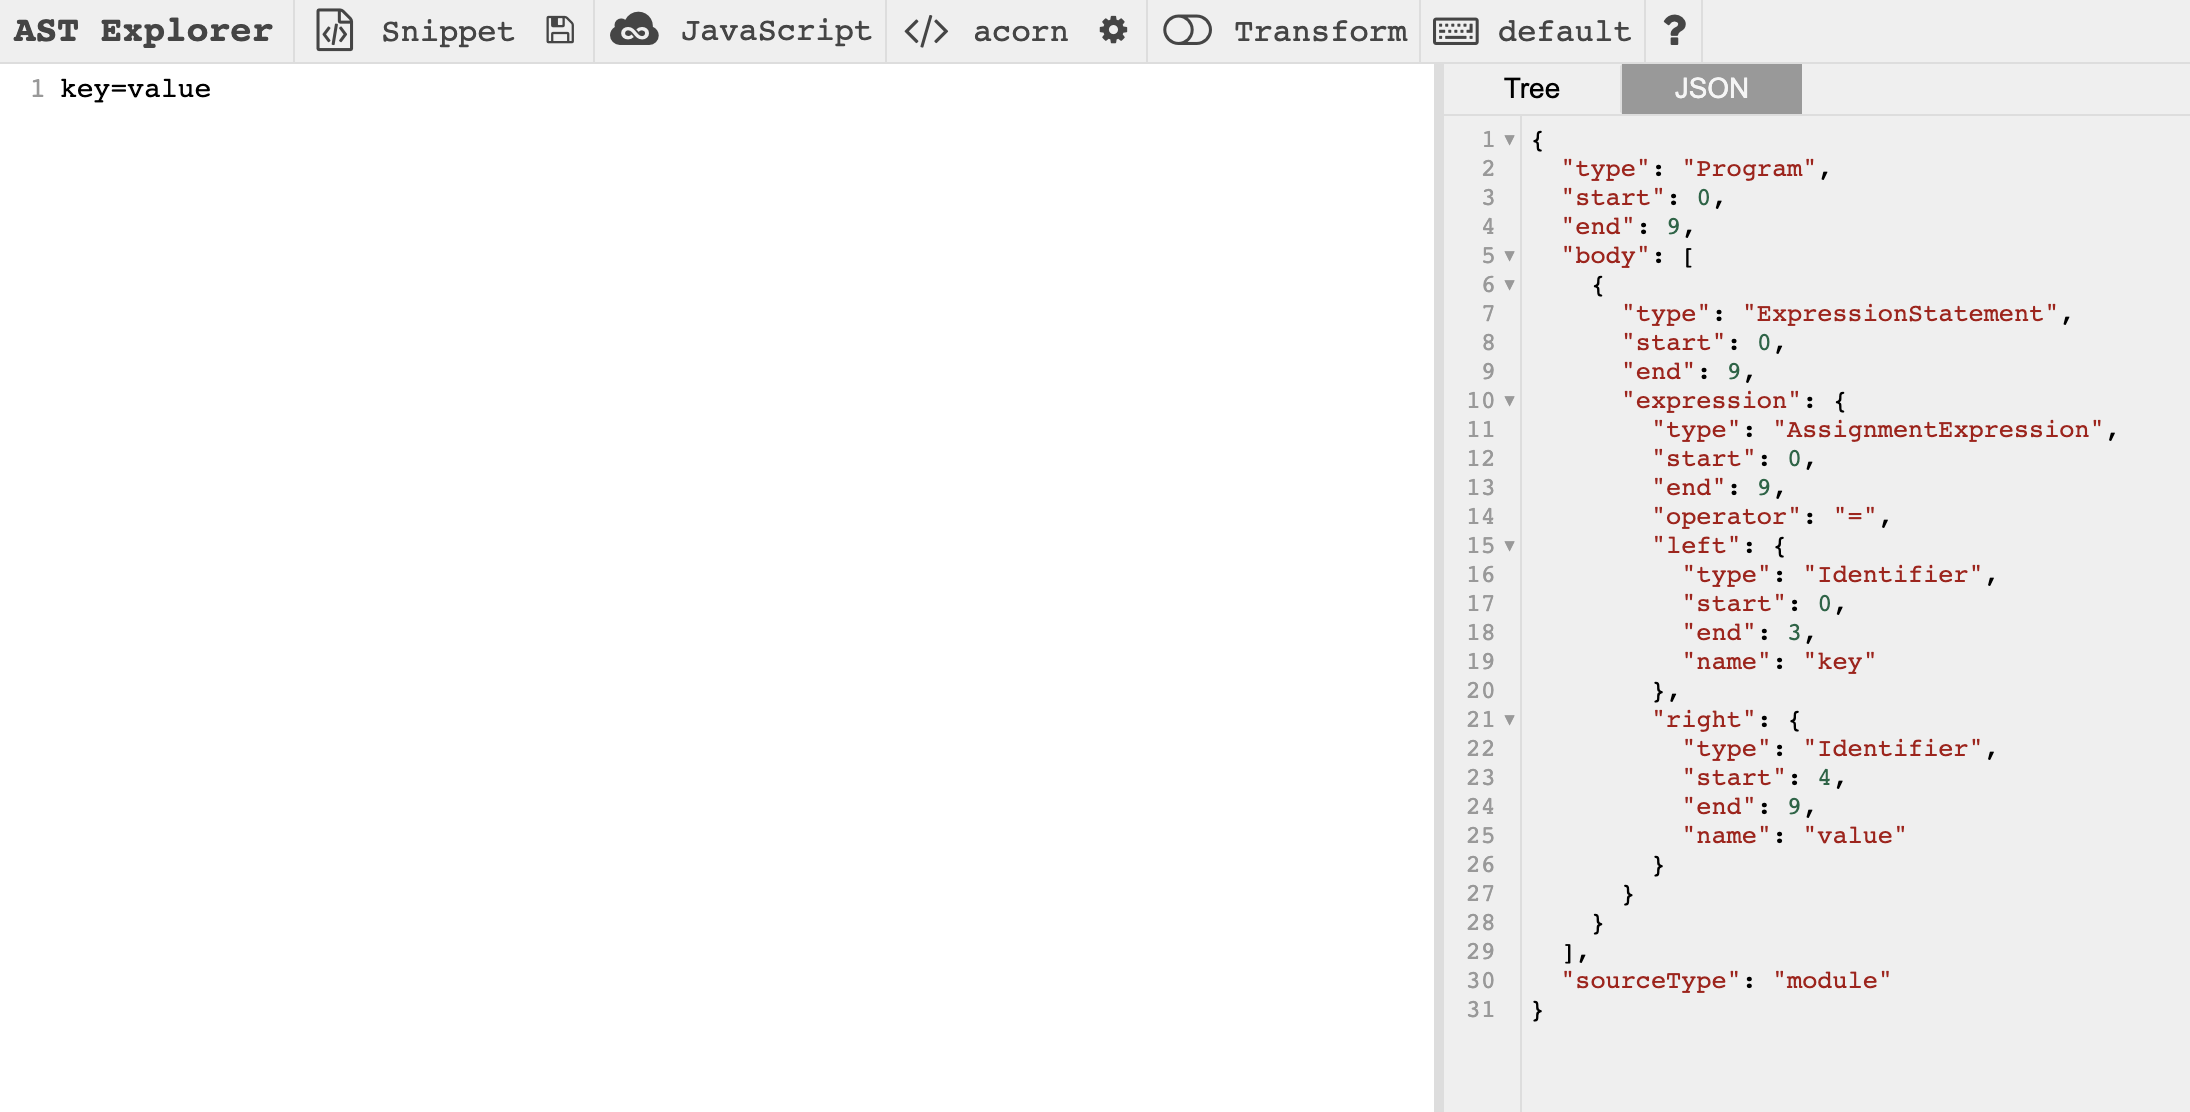 AST Explorer Snippet JavaScript </> acorn Transform default ?
1 key=value
Tree JSON
1 {
2 "type": "Program",
3 "start": 0,
4 "end": 9,
5 "body": [
6 {
7 "type": "ExpressionStatement",
8 "start": 0,
9 "end": 9,
10 "expression": {
11 "type": "AssignmentExpression",
12 "start": 0,
13 "end": 9,
14 "operator": "=",
15 "left": {
16 "type": "Identifier",
17 "start": 0,
18 "end": 3,
19 "name": "key"
20 },
21 "right": {
22 "type": "Identifier",
23 "start": 4,
24 "end": 9,
25 "name": "value"
26 }
27 }
28 }
29 ],
30 "sourceType": "module"
31 }